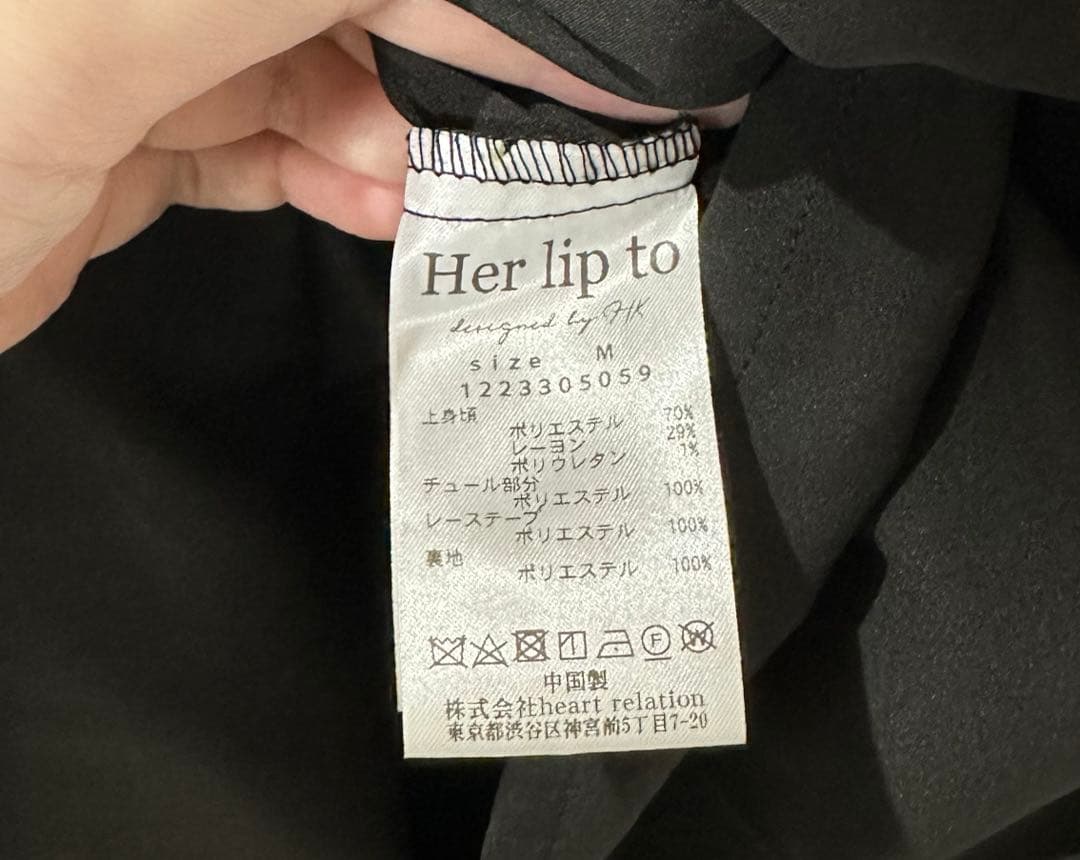 Her lip to
designed by HK
size M
1223305059
上身頃
ポリエステル 70%
レーヨン 29%
ポリウレタン 1%
チュール部分
ポリエステル 100%
レーステープ
ポリエステル 100%
裏地
ポリエステル 100%
F W
中国製
株式会社heart relation
東京都渋谷区神宮前5丁目7-20